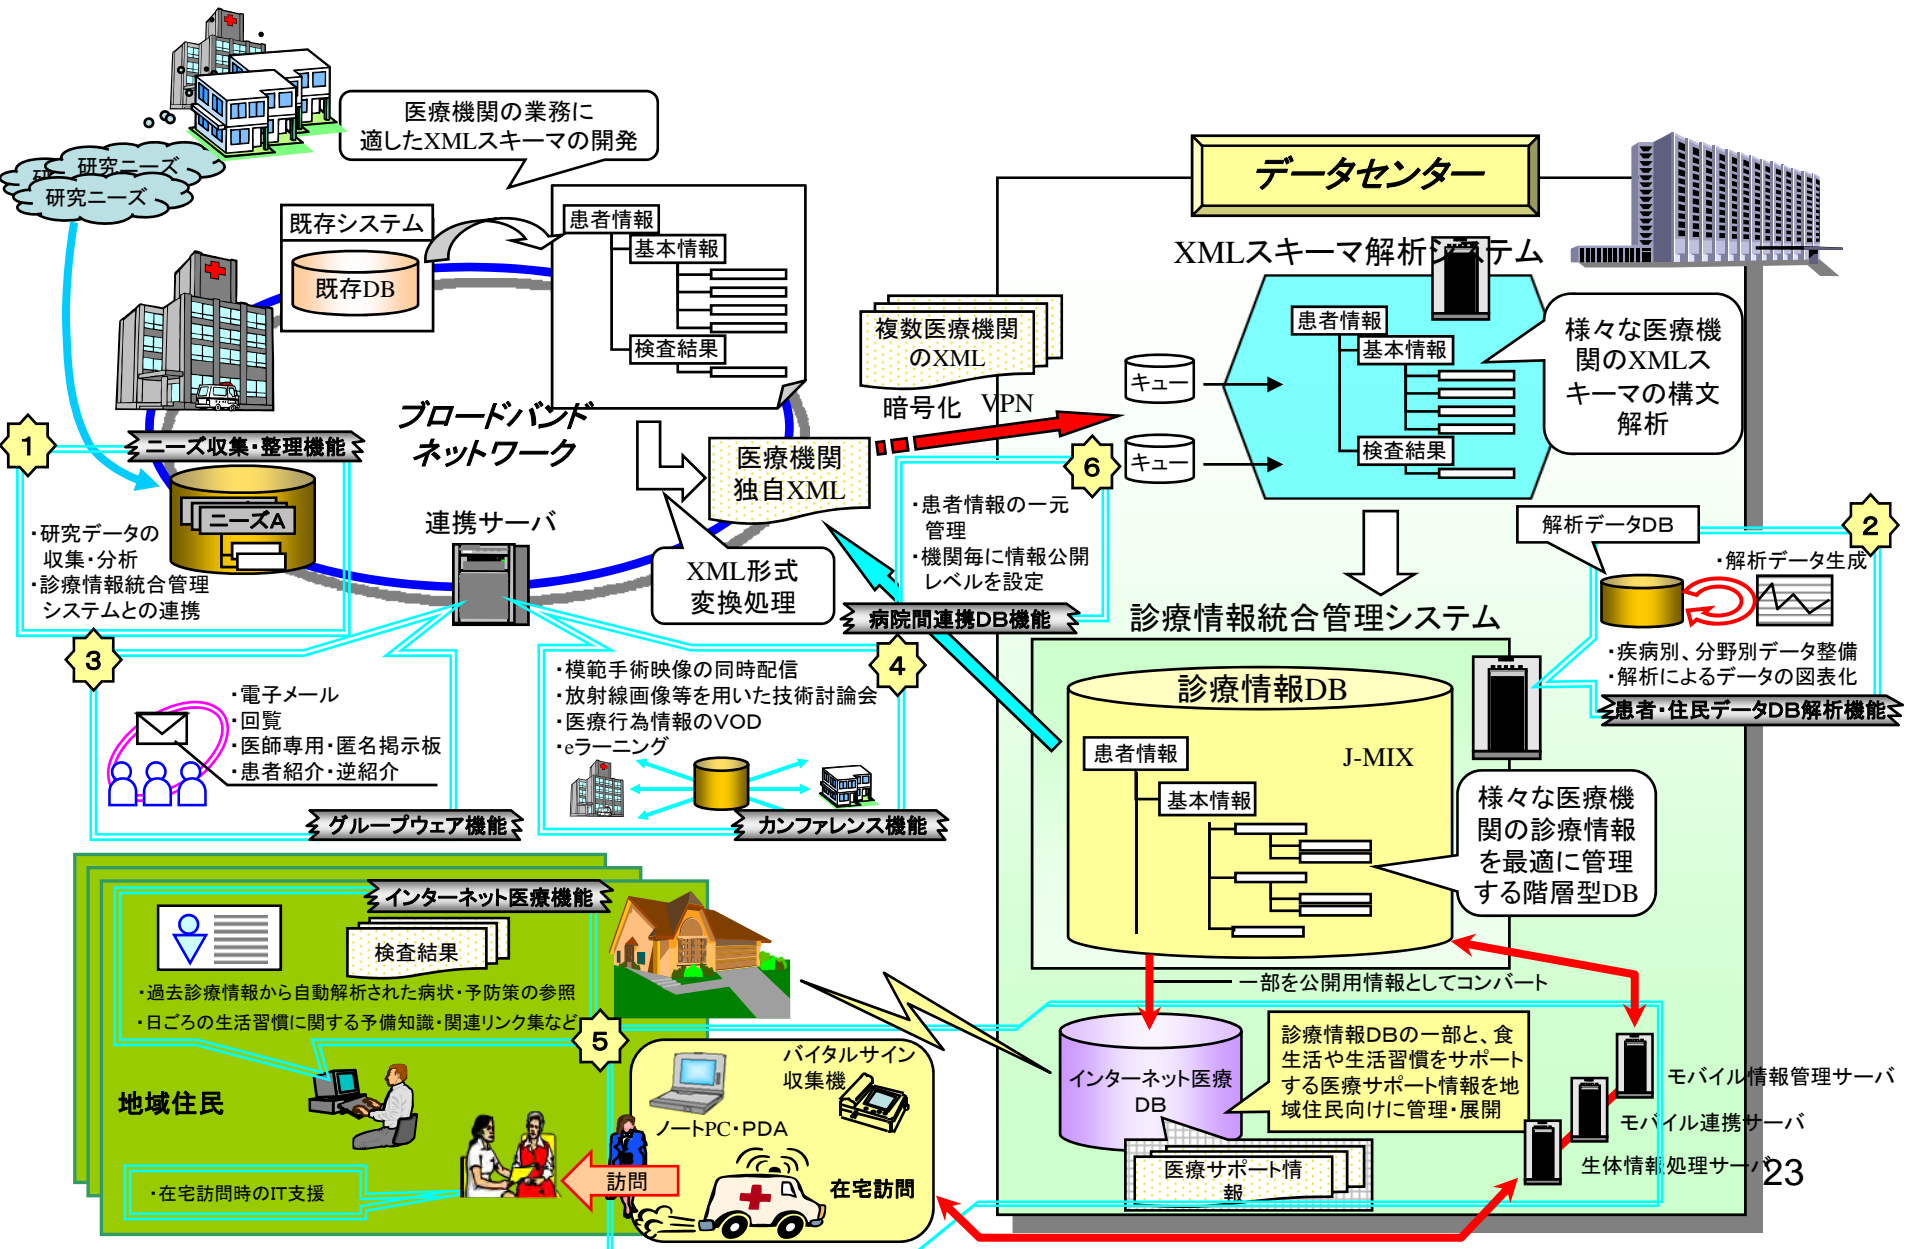 医療機関の業務に
適したXMLスキーマの開発
研究ニーズ
研究ニーズ
データセンター
既存システム
既存DB
患者情報
基本情報
検査結果
XMLスキーマ解析システム
複数医療機関
のXML
暗号化 VPN
キュー
キュー
患者情報
基本情報
検査結果
様々な医療機
関のXMLス
キーマの構文
解析
ブロードバンド
ネットワーク
1
ニーズ収集・整理機能
ニーズA
・研究データの
収集・分析
・診療情報統合管理
システムとの連携
連携サーバ
医療機関
独自XML
XML形式
変換処理
6
・患者情報の一元
管理
・機関毎に情報公開
レベルを設定
病院間連携DB機能
2
解析データDB
・解析データ生成
・疾病別、分野別データ整備
・解析によるデータの図表化
患者・住民データDB解析機能
3
・電子メール
・回覧
・医師専用・匿名掲示板
・患者紹介・逆紹介
グループウェア機能
4
・模範手術映像の同時配信
・放射線画像等を用いた技術討論会
・医療行為情報のVOD
・eラーニング
カンファレンス機能
診療情報統合管理システム
診療情報DB
患者情報
J-MIX
基本情報
様々な医療機
関の診療情報
を最適に管理
する階層型DB
インターネット医療機能
検査結果
・過去診療情報から自動解析された病状・予防策の参照
・日ごろの生活習慣に関する予備知識・関連リンク集など
5
地域住民
・在宅訪問時のIT支援
訪問
バイタルサイン
収集機
ノートPC・PDA
在宅訪問
一部を公開用情報としてコンバート
インターネット医療
DB
診療情報DBの一部と、食
生活や生活習慣をサポート
する医療サポート情報を地
域住民向けに管理・展開
医療サポート情
報
モバイル情報管理サーバ
モバイル連携サーバ
生体情報処理サーバ
23